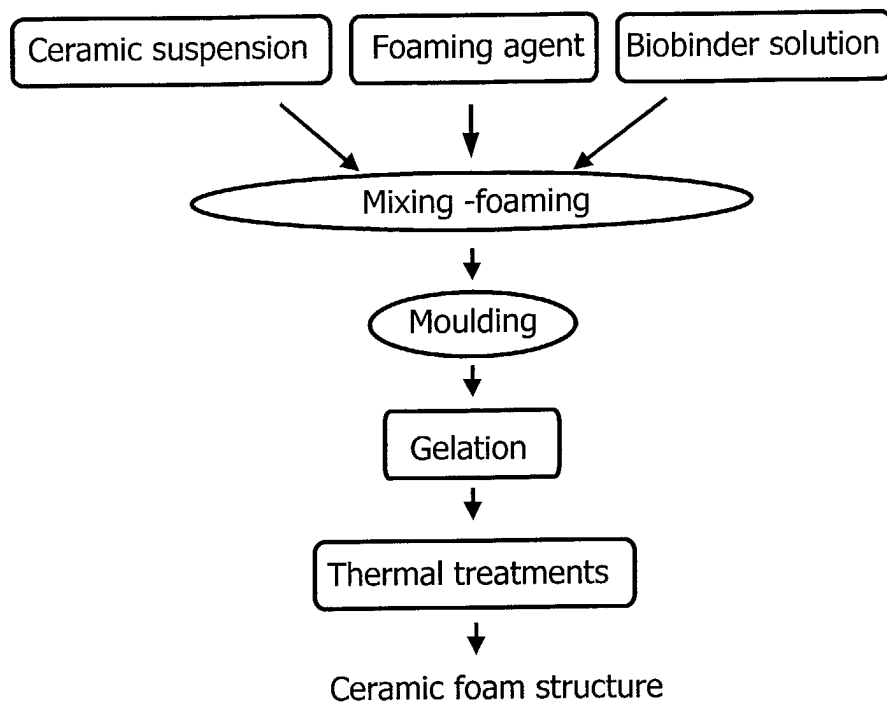 Ceramic suspension
Foaming agent
Biobinder solution
Mixing -foaming
Moulding
Gelation
Thermal treatments
Ceramic foam structure